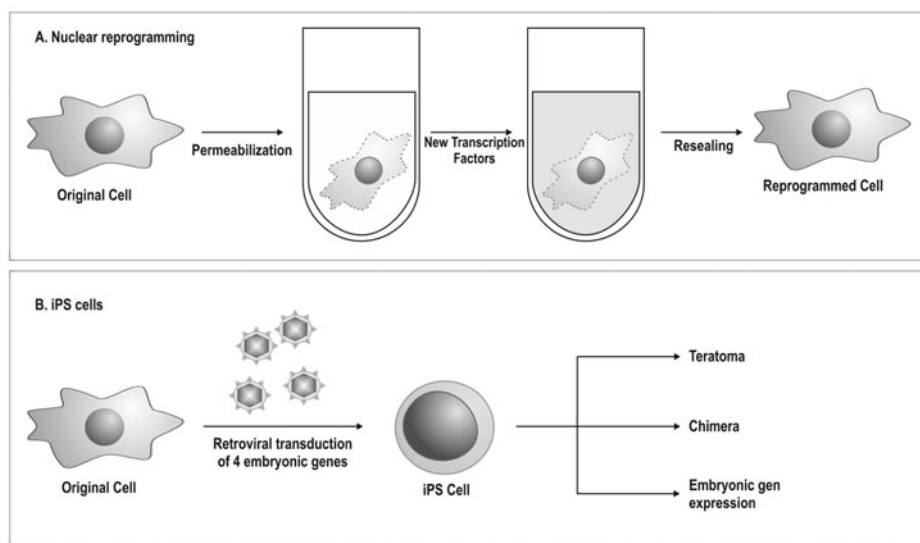 A. Nuclear reprogramming
Original Cell
Permeabilization
New Transcription
Factors
Resealing
Reprogrammed Cell
B. iPS cells
Original Cell
Retroviral transduction
of 4 embryonic genes
iPS Cell
Teratoma
Chimera
Embryonic gen
expression